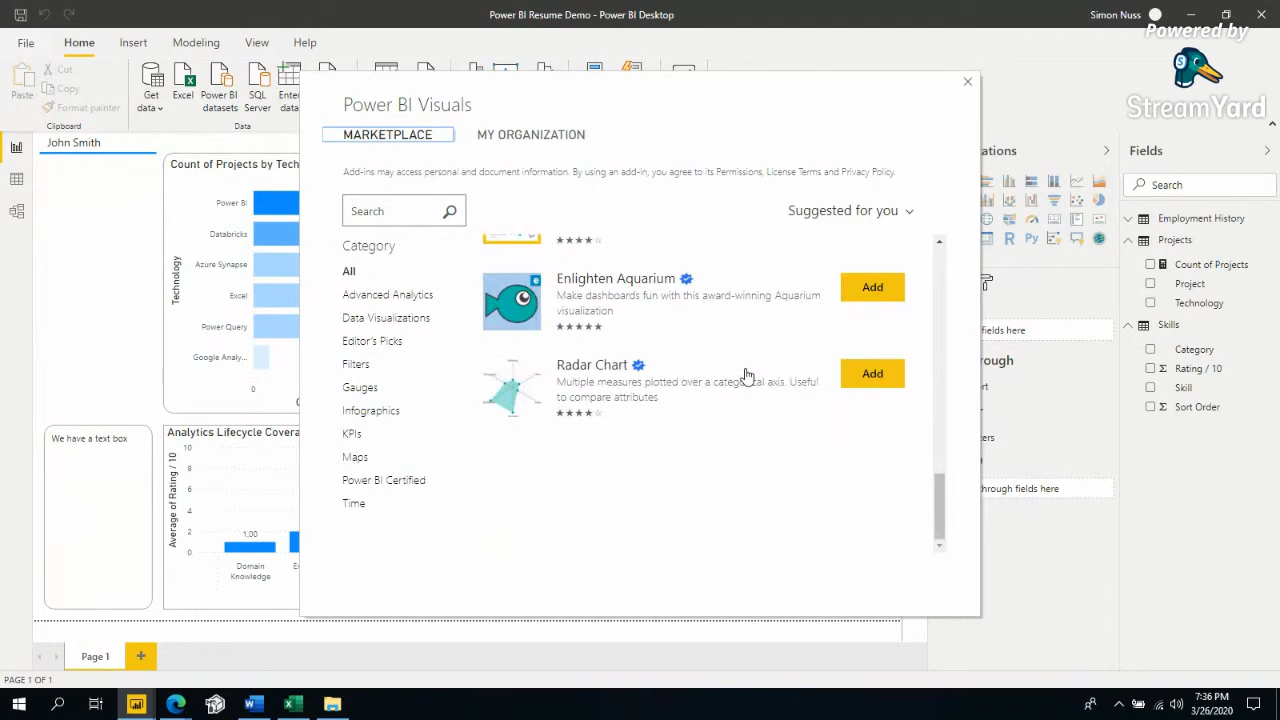 Power BI Resume Demo - Power BI Desktop
Simon Nuss
Powered by
StreamYard
File
Home
Insert
Modeling
View
Help
Paste
Cut
Copy
Format painter
Clipboard
Get
data
Excel
Power BI
datasets
SQL
Server
Data
John Smith
Count of Projects by Techn
Power BI
Databricks
Azure Synapse
Excel
Power Query
Google Analy...
Technology
0
We have a text box
Analytics Lifecycle Covera
Average of Rating / 10
10
8
6
4
2
0
1.00
Domain
Knowledge
Power BI Visuals
MARKETPLACE
MY ORGANIZATION
Add-ins may access personal and document information. By using an add-in, you agree to its Permissions, License Terms and Privacy Policy.
Search
Suggested for you
Category
All
Advanced Analytics
Data Visualizations
Editor's Picks
Filters
Gauges
Infographics
KPIs
Maps
Power BI Certified
Time
Enlighten Aquarium
Make dashboards fun with this award-winning Aquarium
visualization
Add
Radar Chart
Multiple measures plotted over a categorical axis. Useful
to compare attributes
Add
ations
fields here
through fields here
Fields
Search
Employment History
Projects
Count of Projects
Project
Technology
Skills
Category
Rating / 10
Skill
Sort Order
Page 1
PAGE 1 OF 1
7:36 PM
3/26/2020